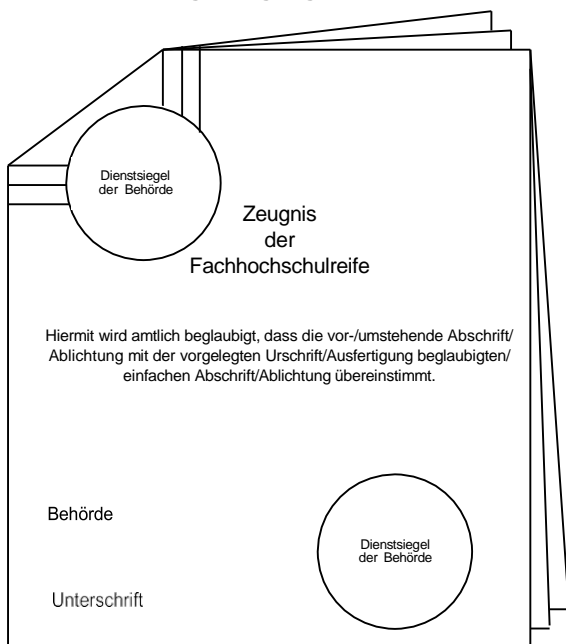 Dienstsiegel
der Behörde
Zeugnis
der
Fachhochschulreife
Hiermit wird amtlich beglaubigt, dass die vor-/umstehende Abschrift/
Ablichtung mit der vorgelegten Urschrift/Ausfertigung beglaubigten/
einfachen Abschrift/Ablichtung übereinstimmt.
Behörde
Dienstsiegel
der Behörde
Unterschrift